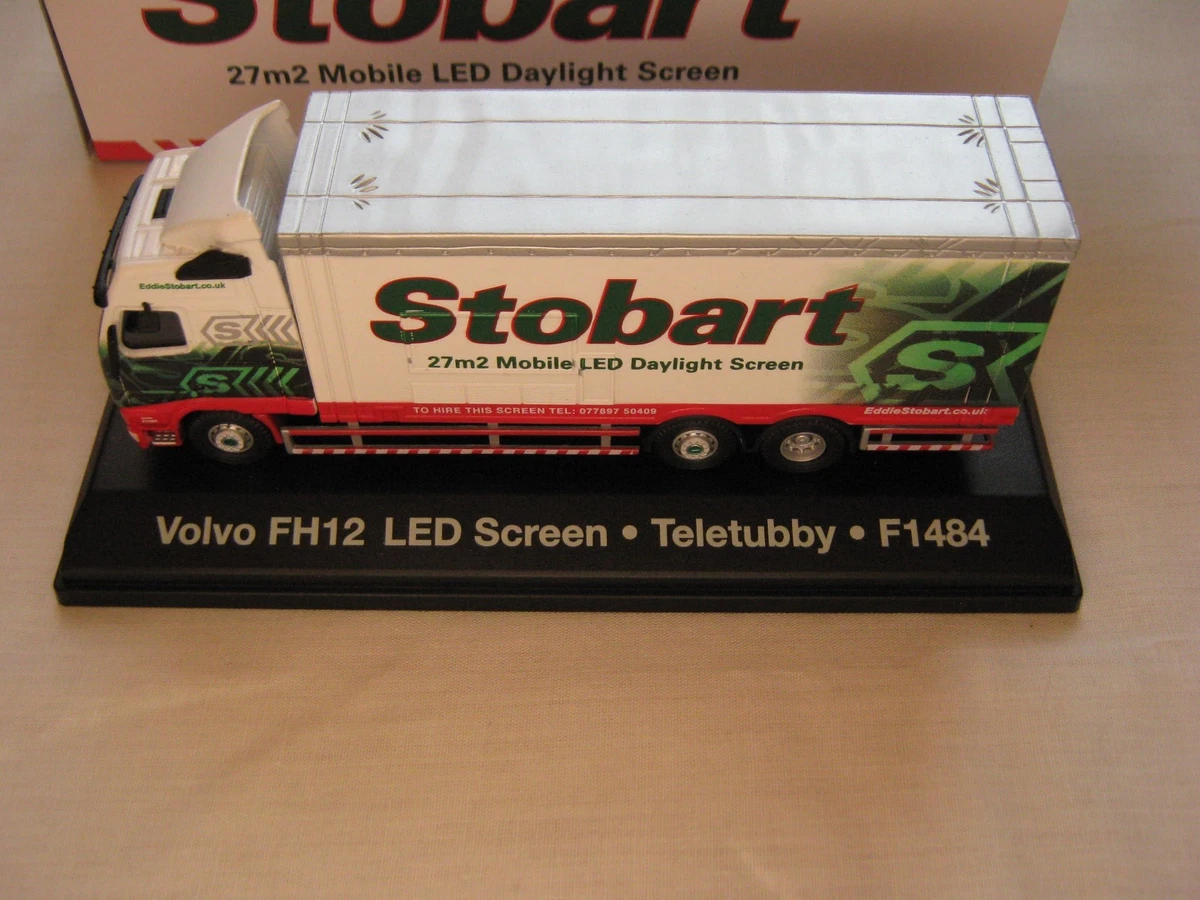 Stobart
27m2 Mobile LED Daylight Screen
EddieStobart.co.uk
S
S
Stobart
27m2 Mobile LED Daylight Screen
S
TO HIRE THIS SCREEN TEL: 077897 50409
EddieStobart.co.uk
Volvo FH12 LED Screen • Teletubby • F1484